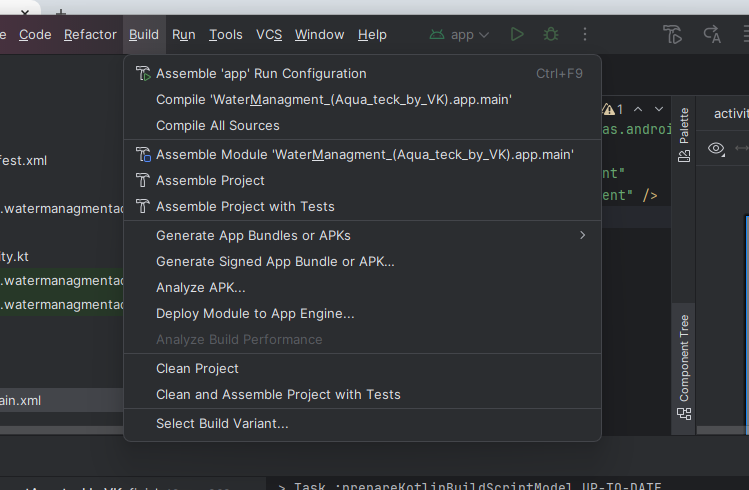 e Code Refactor Build Run Tools VCS Window Help app
Assemble 'app' Run Configuration Ctrl+F9
Compile 'WaterManagment_(Aqua_teck_by_VK).app.main'
Compile All Sources
Assemble Module 'WaterManagment_(Aqua_teck_by_VK).app.main'
Assemble Project
Assemble Project with Tests
Generate App Bundles or APKs
Generate Signed App Bundle or APK...
Analyze APK...
Deploy Module to App Engine...
Analyze Build Performance
Clean Project
Clean and Assemble Project with Tests
Select Build Variant...
fest.xml
.watermanagmentac
ity.kt
.watermanagmentac
.watermanagmentac
ain.xml
1
as.androi
nt"
ent" />
Palette
Component Tree
activit
> Task :prepareKotlinBuildScriptModel UP-TO-DATE